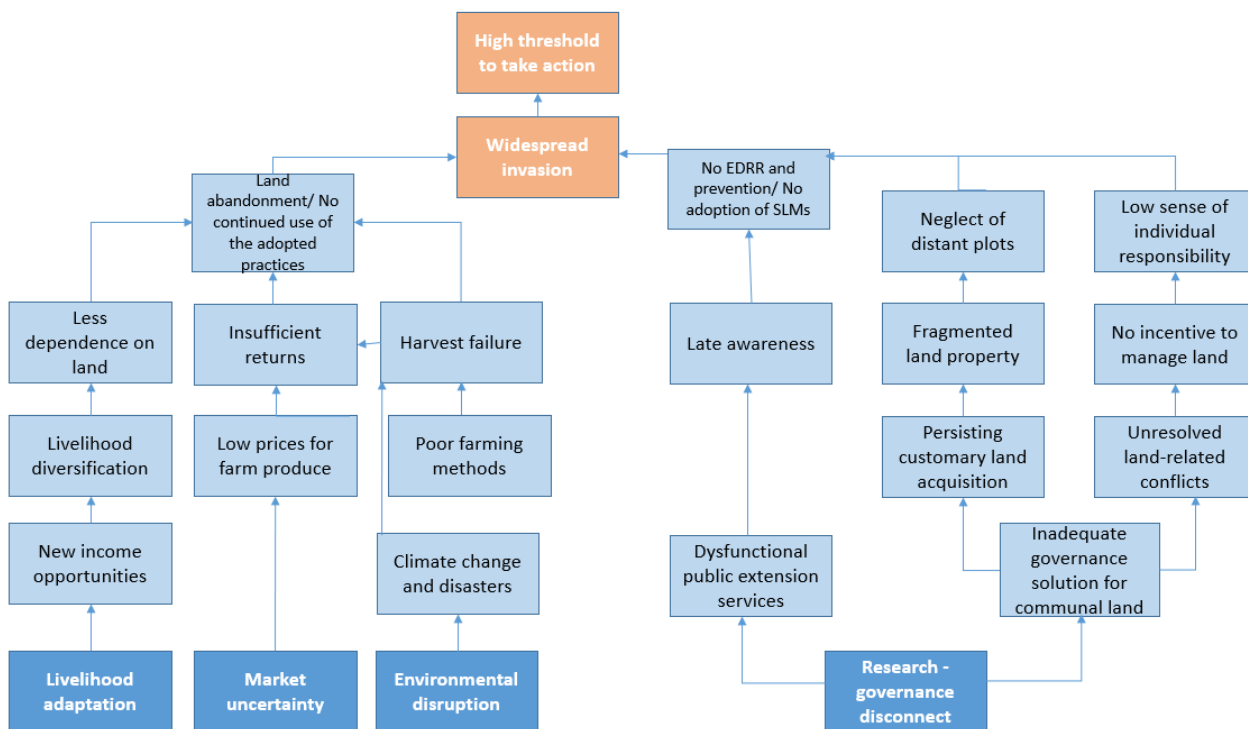 High threshold
to take action
Widespread
invasion
Land
abandonment/ No
continued use of
the adopted
practices
No EDRR and
prevention/ No
adoption of SLMs
Neglect of
distant plots
Low sense of
individual
responsibility
Less
dependence on
land
Insufficient
returns
Harvest failure
Late awareness
Fragmented
land property
No incentive to
manage land
Livelihood
diversification
Low prices for
farm produce
Poor farming
methods
Persisting
customary land
acquisition
Unresolved
land-related
conflicts
New income
opportunities
Climate change
and disasters
Dysfunctional
public extension
services
Inadequate
governance
solution for
communal land
Livelihood
adaptation
Market
uncertainty
Environmental
disruption
Research -
governance
disconnect